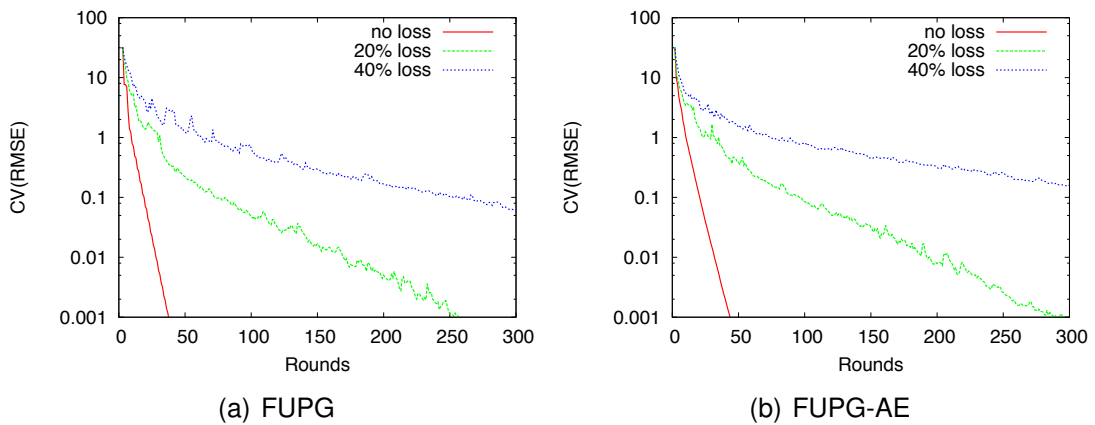 100
10
1
0.1
0.01
0.001
CV(RMSE)
no loss
20% loss
40% loss
0 50 100 150 200 250 300
Rounds
(a) FUPG
100
10
1
0.1
0.01
0.001
CV(RMSE)
no loss
20% loss
40% loss
0 50 100 150 200 250 300
Rounds
(b) FUPG-AE